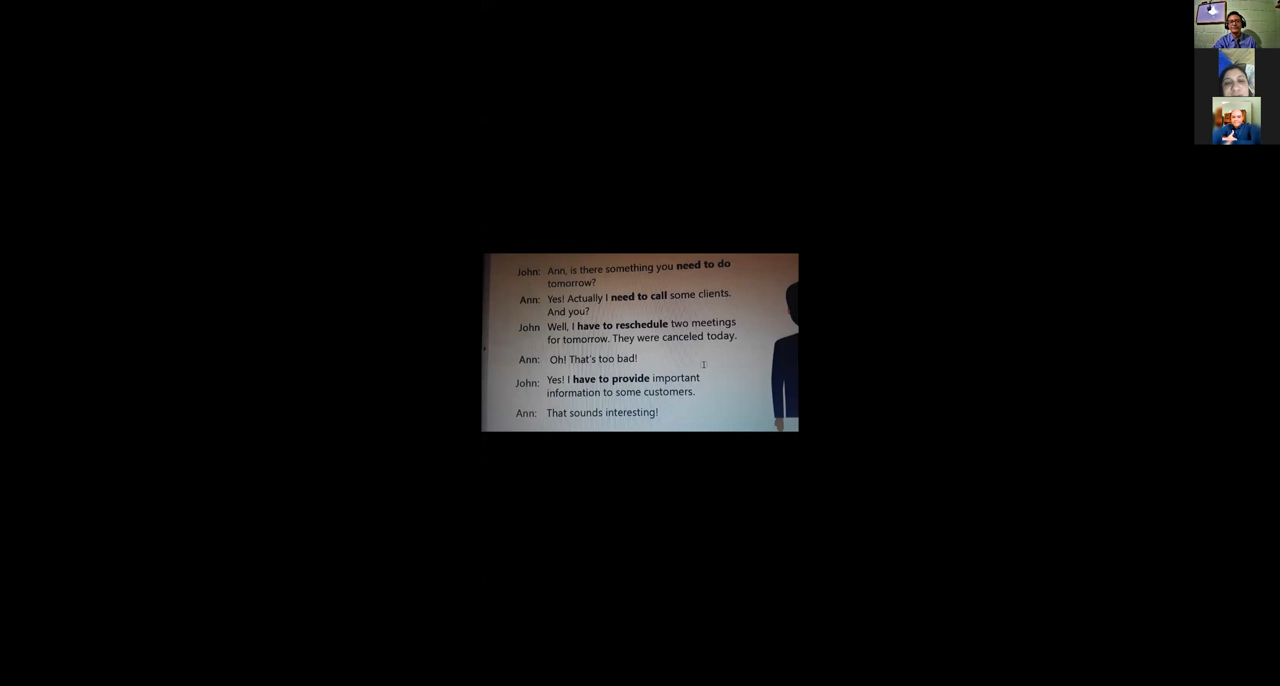 John: Ann, is there something you need to do
tomorrow?
Ann: Yes! Actually I need to call some clients.
And you?
John Well, I have to reschedule two meetings
for tomorrow. They were canceled today.
Ann: Oh! That's too bad!
John: Yes! I have to provide important
information to some customers.
Ann: That sounds interesting!